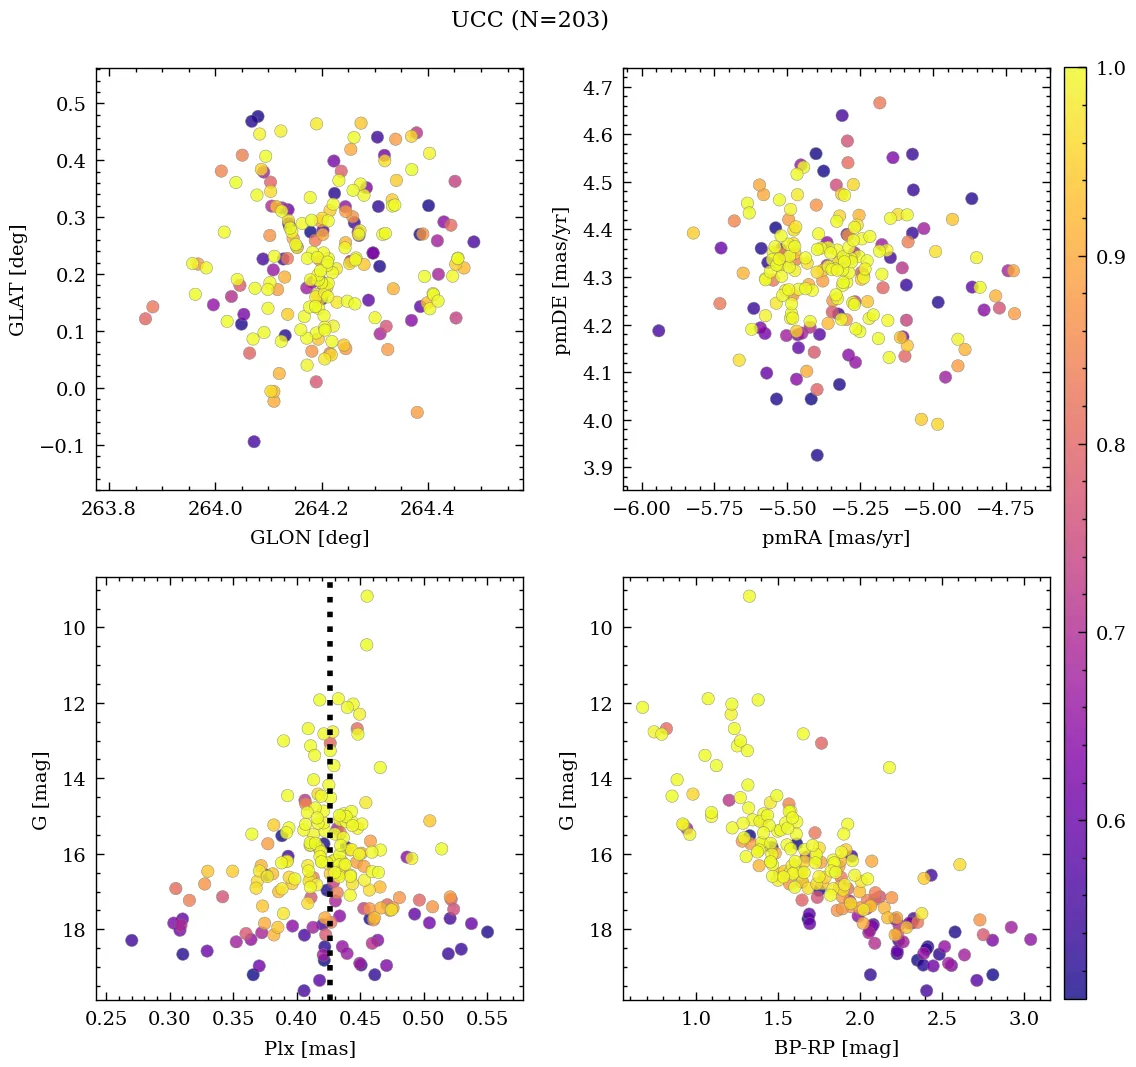 UCC (N=203)
0.5
0.4
0.3
0.2
0.1
0.0
−0.1
GLAT [deg]
263.8 264.0 264.2 264.4
GLON [deg]
4.7
4.6
4.5
4.4
4.3
4.2
4.1
4.0
3.9
pmDE [mas/yr]
−6.00 −5.75 −5.50 −5.25 −5.00 −4.75
pmRA [mas/yr]
1.0
0.9
0.8
0.7
0.6
10
12
14
16
18
G [mag]
0.25 0.30 0.35 0.40 0.45 0.50 0.55
Plx [mas]
10
12
14
16
18
G [mag]
1.0 1.5 2.0 2.5 3.0
BP-RP [mag]